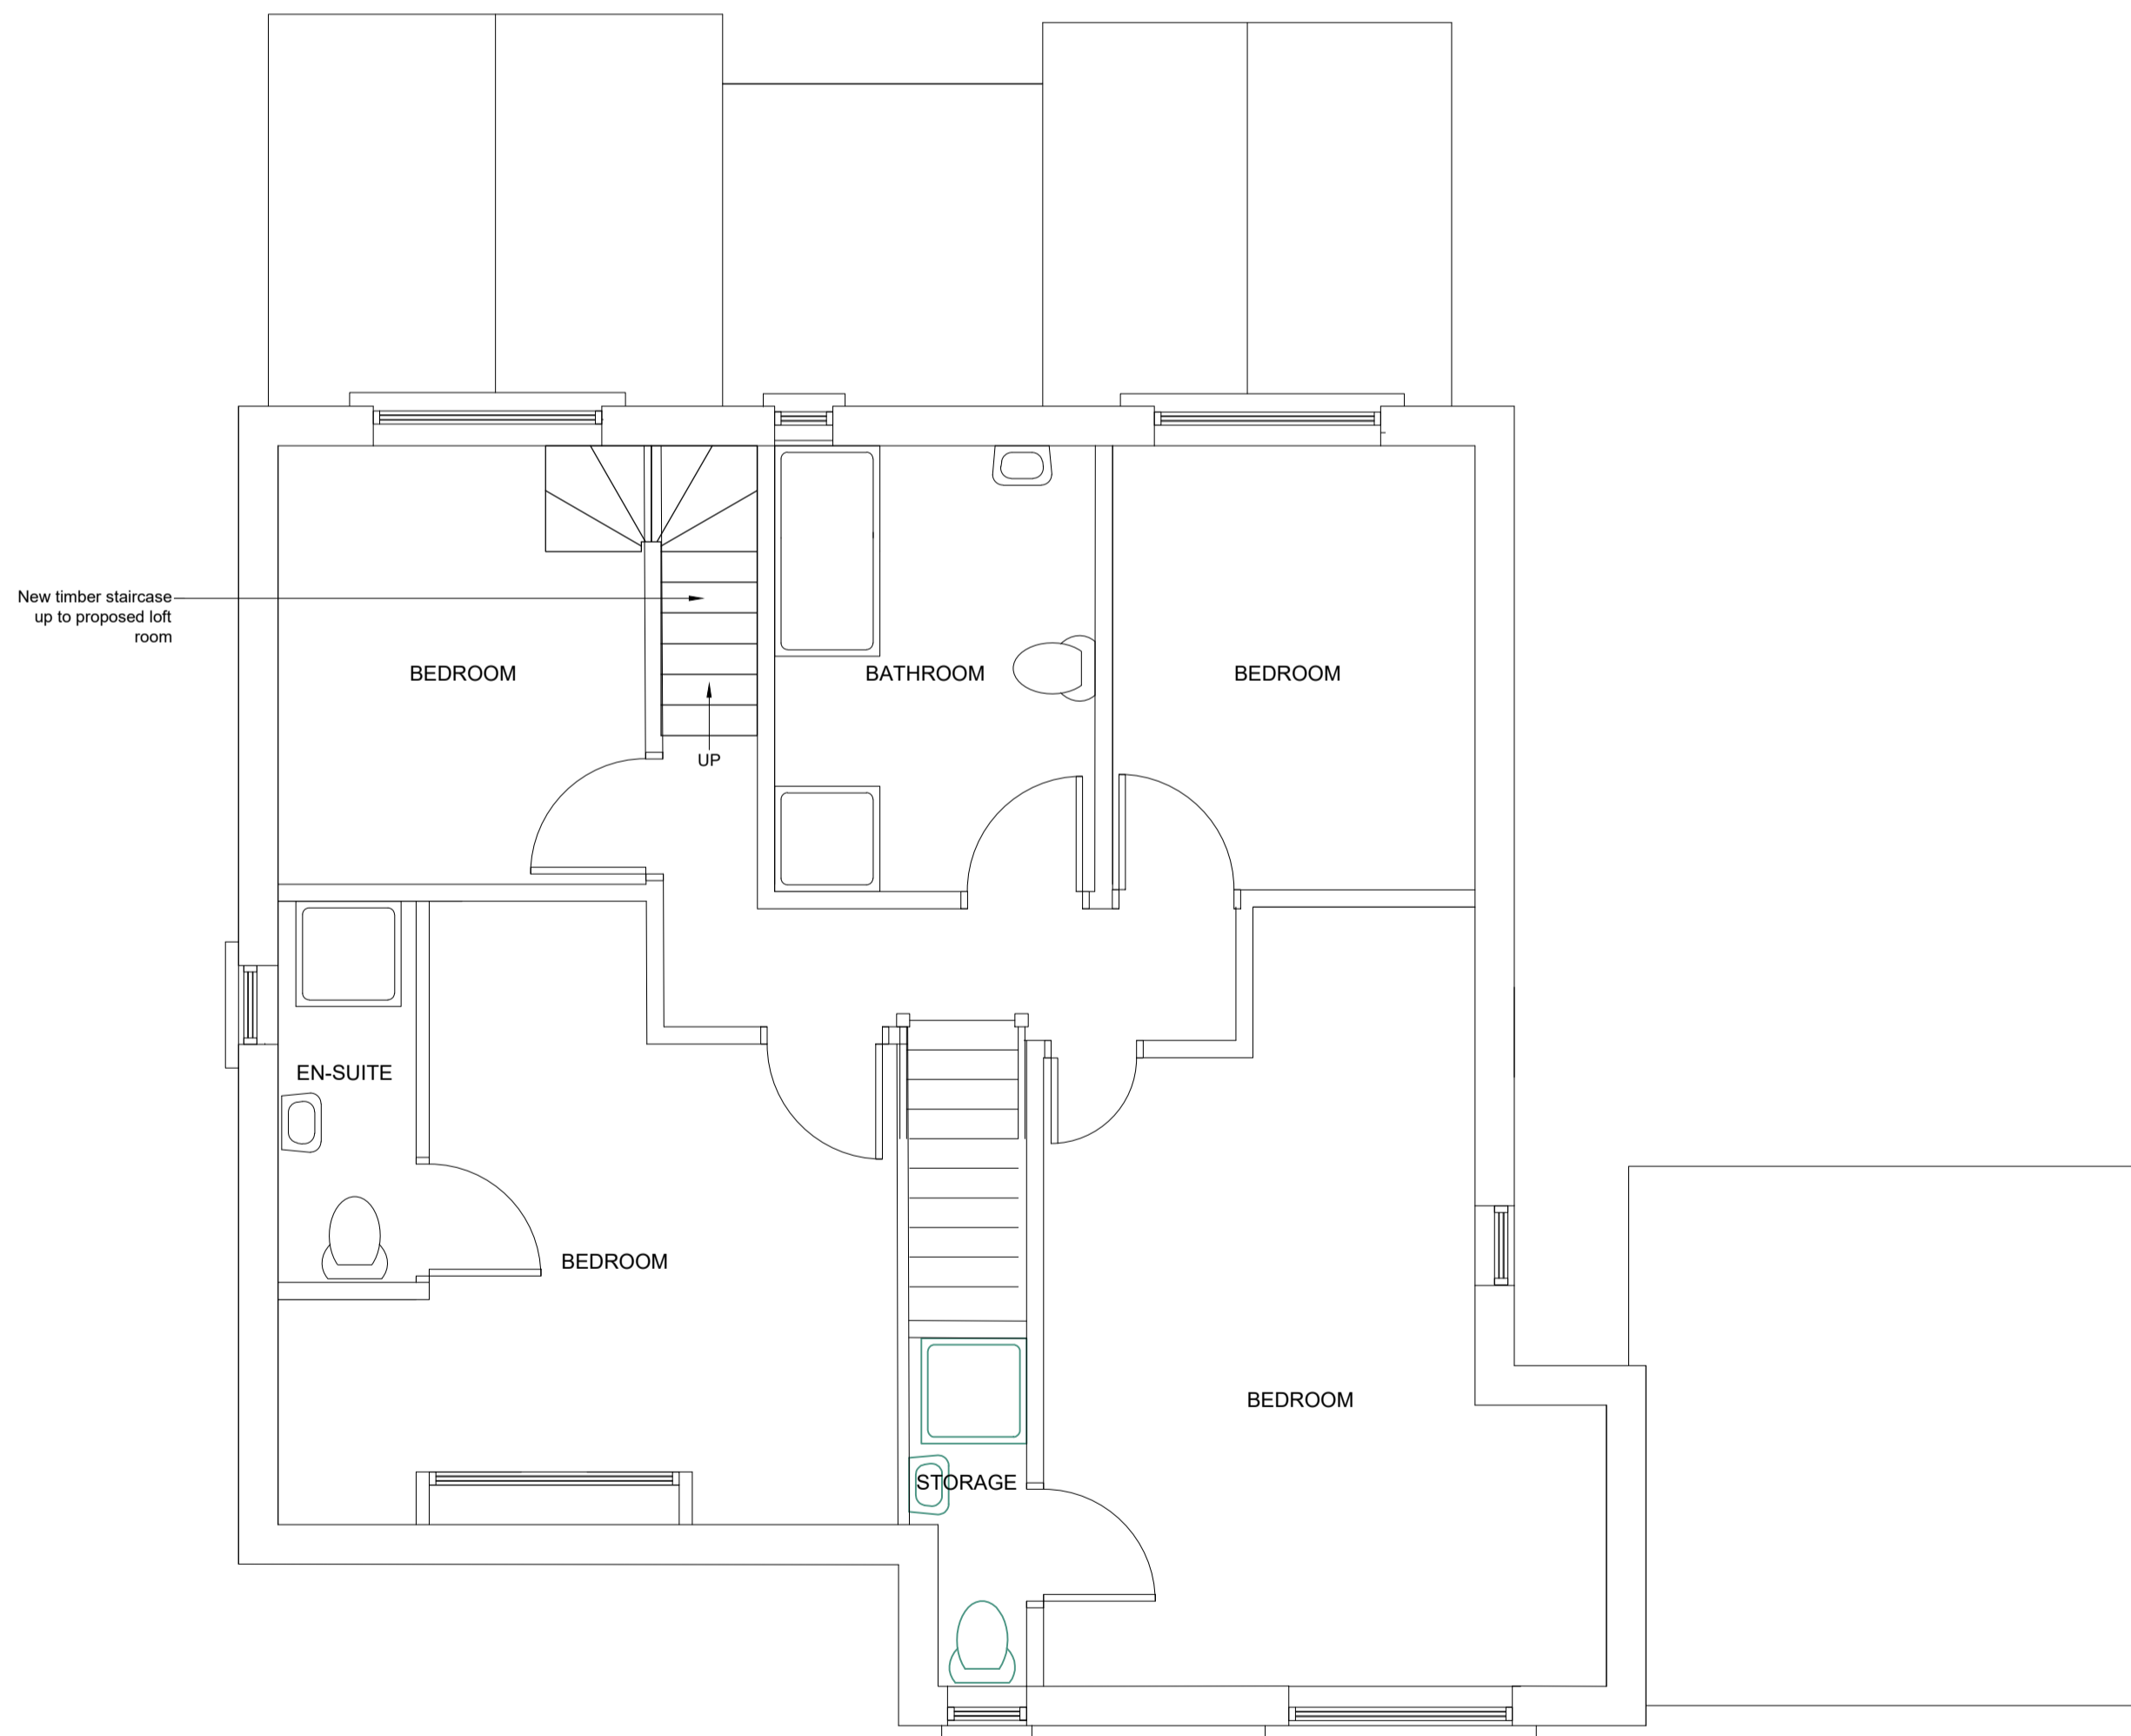 New timber staircase
up to proposed loft
room
BEDROOM
BATHROOM
BEDROOM
UP
EN-SUITE
BEDROOM
BEDROOM
STORAGE